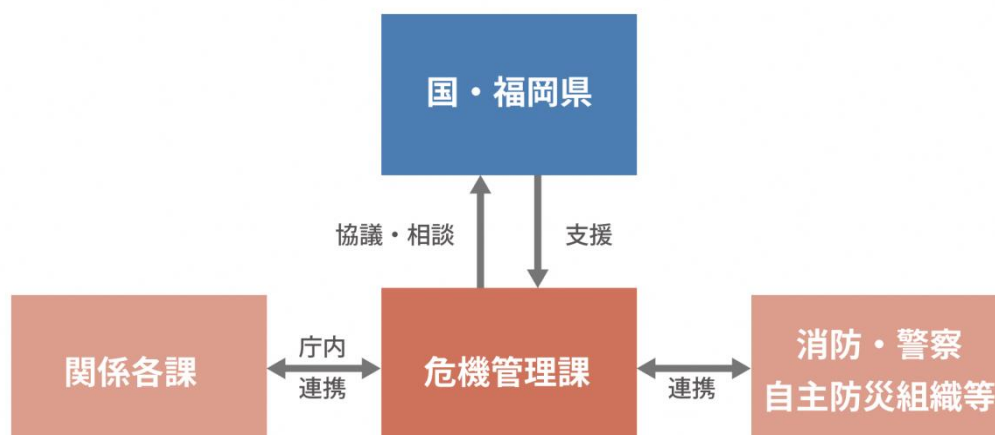 国・福岡県
協議・相談
支援
関係各課
庁内
連携
危機管理課
連携
消防・警察
自主防災組織等